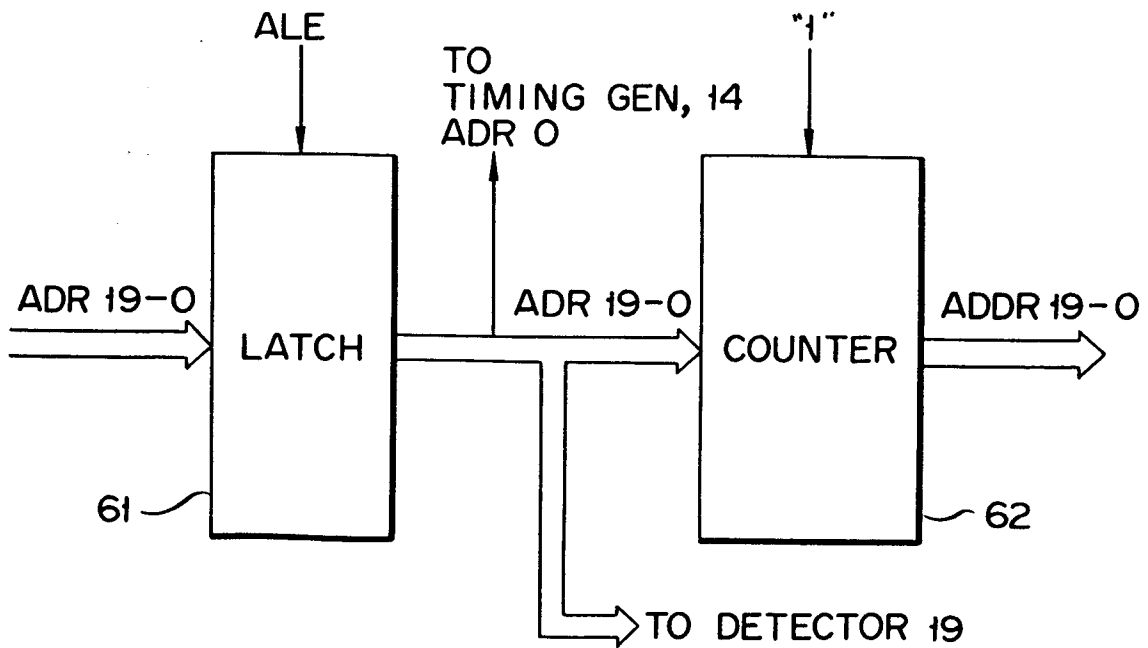 ALE
"1"
TO
TIMING GEN, 14
ADR 0
ADR 19-0
LATCH
ADR 19-0
COUNTER
ADDR 19-0
61
62
TO DETECTOR 19